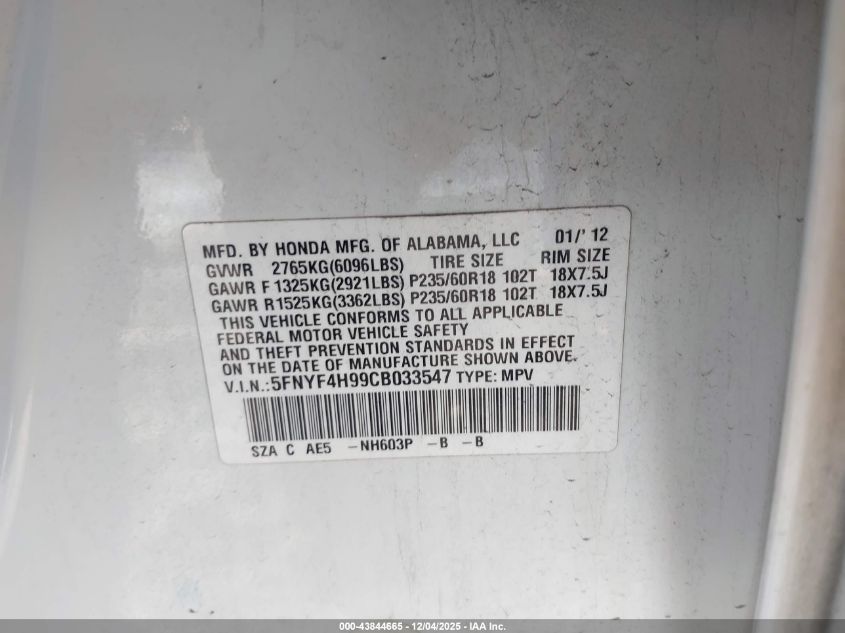 MFD. BY HONDA MFG. OF ALABAMA, LLC 01/' 12
GVWR 2765KG(6096LBS) TIRE SIZE RIM SIZE
GAWR F 1325KG(2921LBS) P235/60R18 102T 18X7.5J
GAWR R1525KG(3362LBS) P235/60R18 102T 18X7.5J
THIS VEHICLE CONFORMS TO ALL APPLICABLE
FEDERAL MOTOR VEHICLE SAFETY
AND THEFT PREVENTION STANDARDS IN EFFECT
ON THE DATE OF MANUFACTURE SHOWN ABOVE.
V.I.N.:5FNYF4H99CB033547 TYPE: MPV
SZA C AE5 -NH603P -B -B
000-43844665 - 12/04/2025 - IAA Inc.